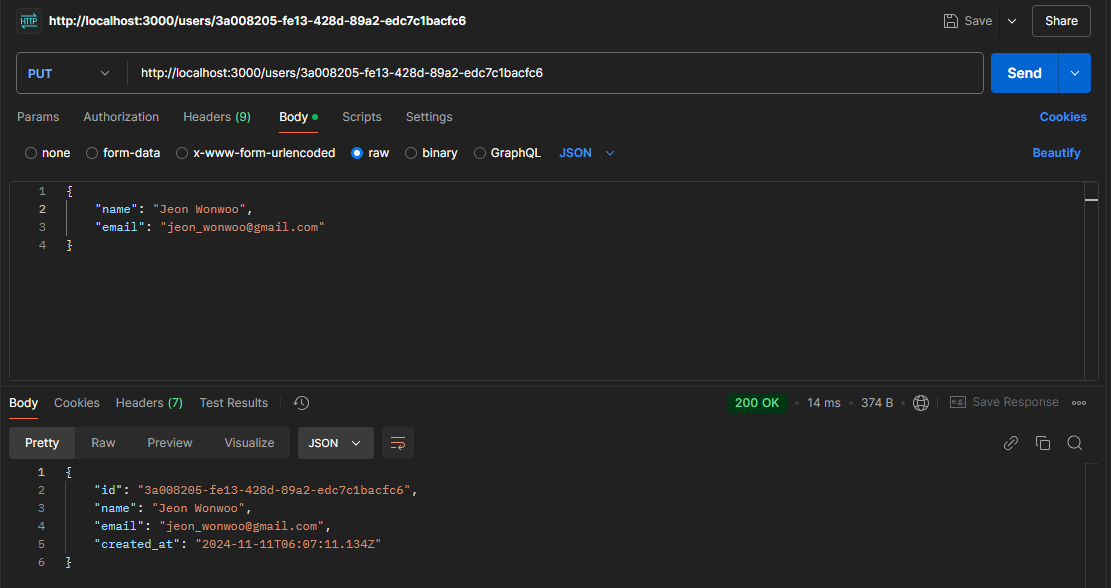 HTTP http://localhost:3000/users/3a008205-fe13-428d-89a2-edc7c1bacfc6 Save Share
PUT http://localhost:3000/users/3a008205-fe13-428d-89a2-edc7c1bacfc6 Send
Params Authorization Headers (9) Body Scripts Settings Cookies
none form-data x-www-form-urlencoded raw binary GraphQL JSON Beautify
1 {
2 "name": "Jeon Wonwoo",
3 "email": "jeon_wonwoo@gmail.com"
4 }
Body Cookies Headers (7) Test Results 200 OK • 14 ms • 374 B • Save Response
Pretty Raw Preview Visualize JSON
1 {
2 "id": "3a008205-fe13-428d-89a2-edc7c1bacfc6",
3 "name": "Jeon Wonwoo",
4 "email": "jeon_wonwoo@gmail.com",
5 "created_at": "2024-11-11T06:07:11.134Z"
6 }